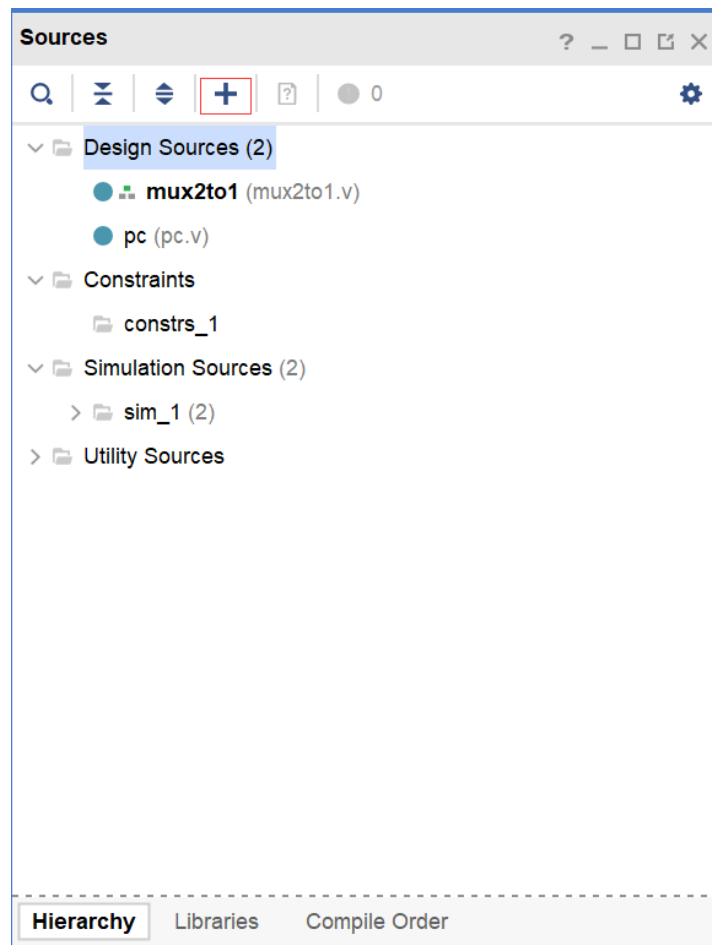 Sources
0
Design Sources (2)
mux2to1 (mux2to1.v)
pc (pc.v)
Constraints
constrs_1
Simulation Sources (2)
sim_1 (2)
Utility Sources
Hierarchy Libraries Compile Order